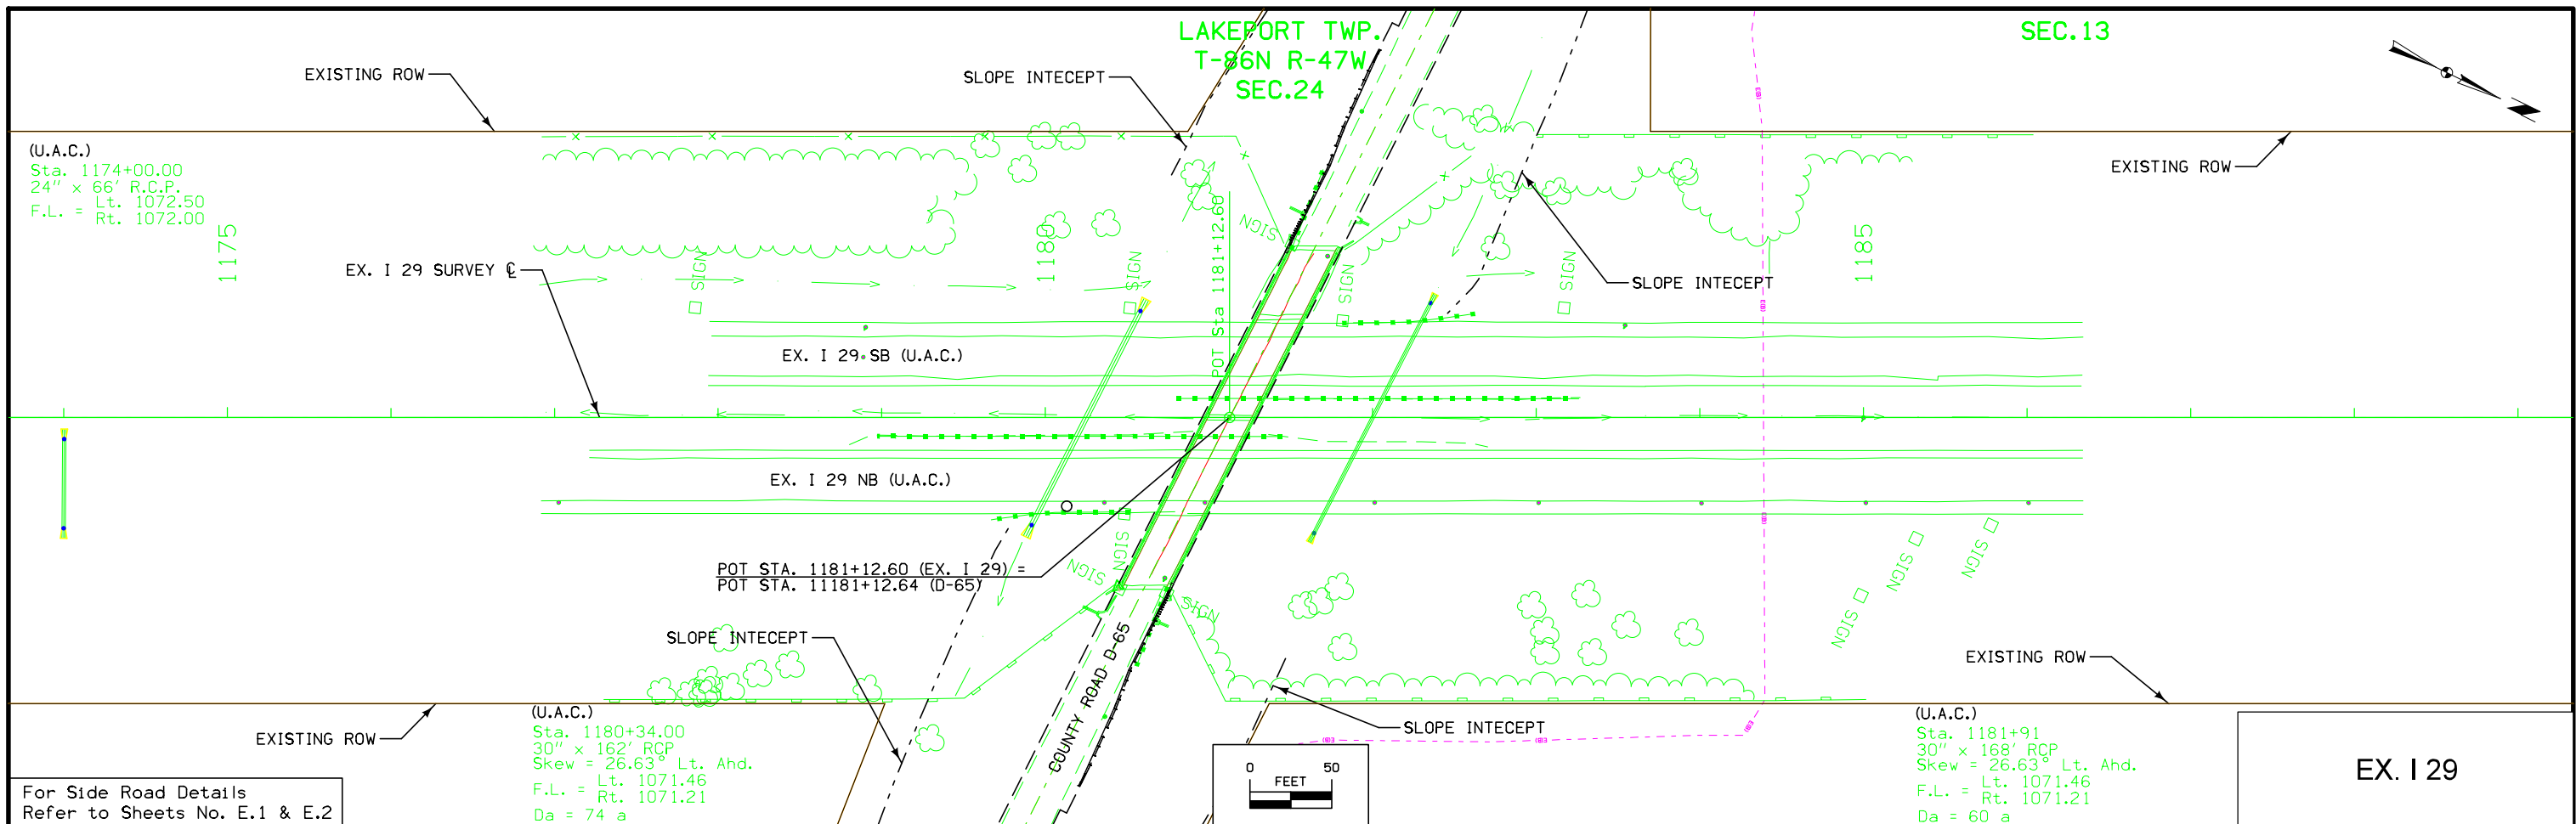 LAKEPORT TWP.
T-86N R-47W
SEC.24
SEC.13
EXISTING ROW
SLOPE INTECEPT
EXISTING ROW
(U.A.C.)
Sta. 1174+00.00
24" x 66' R.C.P.
F.L. = Lt. 1072.50
Rt. 1072.00
1175
1180
1185
EX. I 29 SURVEY ℄
SIGN
SIGN
SIGN
SIGN
SIGN
POT Sta 1181+12.60
SLOPE INTECEPT
EX. I 29 SB (U.A.C.)
EX. I 29 NB (U.A.C.)
POT STA. 1181+12.60 (EX. I 29) =
POT STA. 11181+12.64 (D-65)
SIGN
SIGN
SIGN
SIGN
SIGN
SIGN
SLOPE INTECEPT
COUNTY ROAD D-65
EXISTING ROW
SLOPE INTECEPT
EXISTING ROW
(U.A.C.)
Sta. 1180+34.00
30" x 162' RCP
Skew = 26.63° Lt. Ahd.
F.L. = Lt. 1071.46
Rt. 1071.21
Da = 74 a
(U.A.C.)
Sta. 1181+91
30" x 168' RCP
Skew = 26.63° Lt. Ahd.
F.L. = Lt. 1071.46
Rt. 1071.21
Da = 60 a
For Side Road Details
Refer to Sheets No. E.1 & E.2
0 50
FEET
EX. I 29